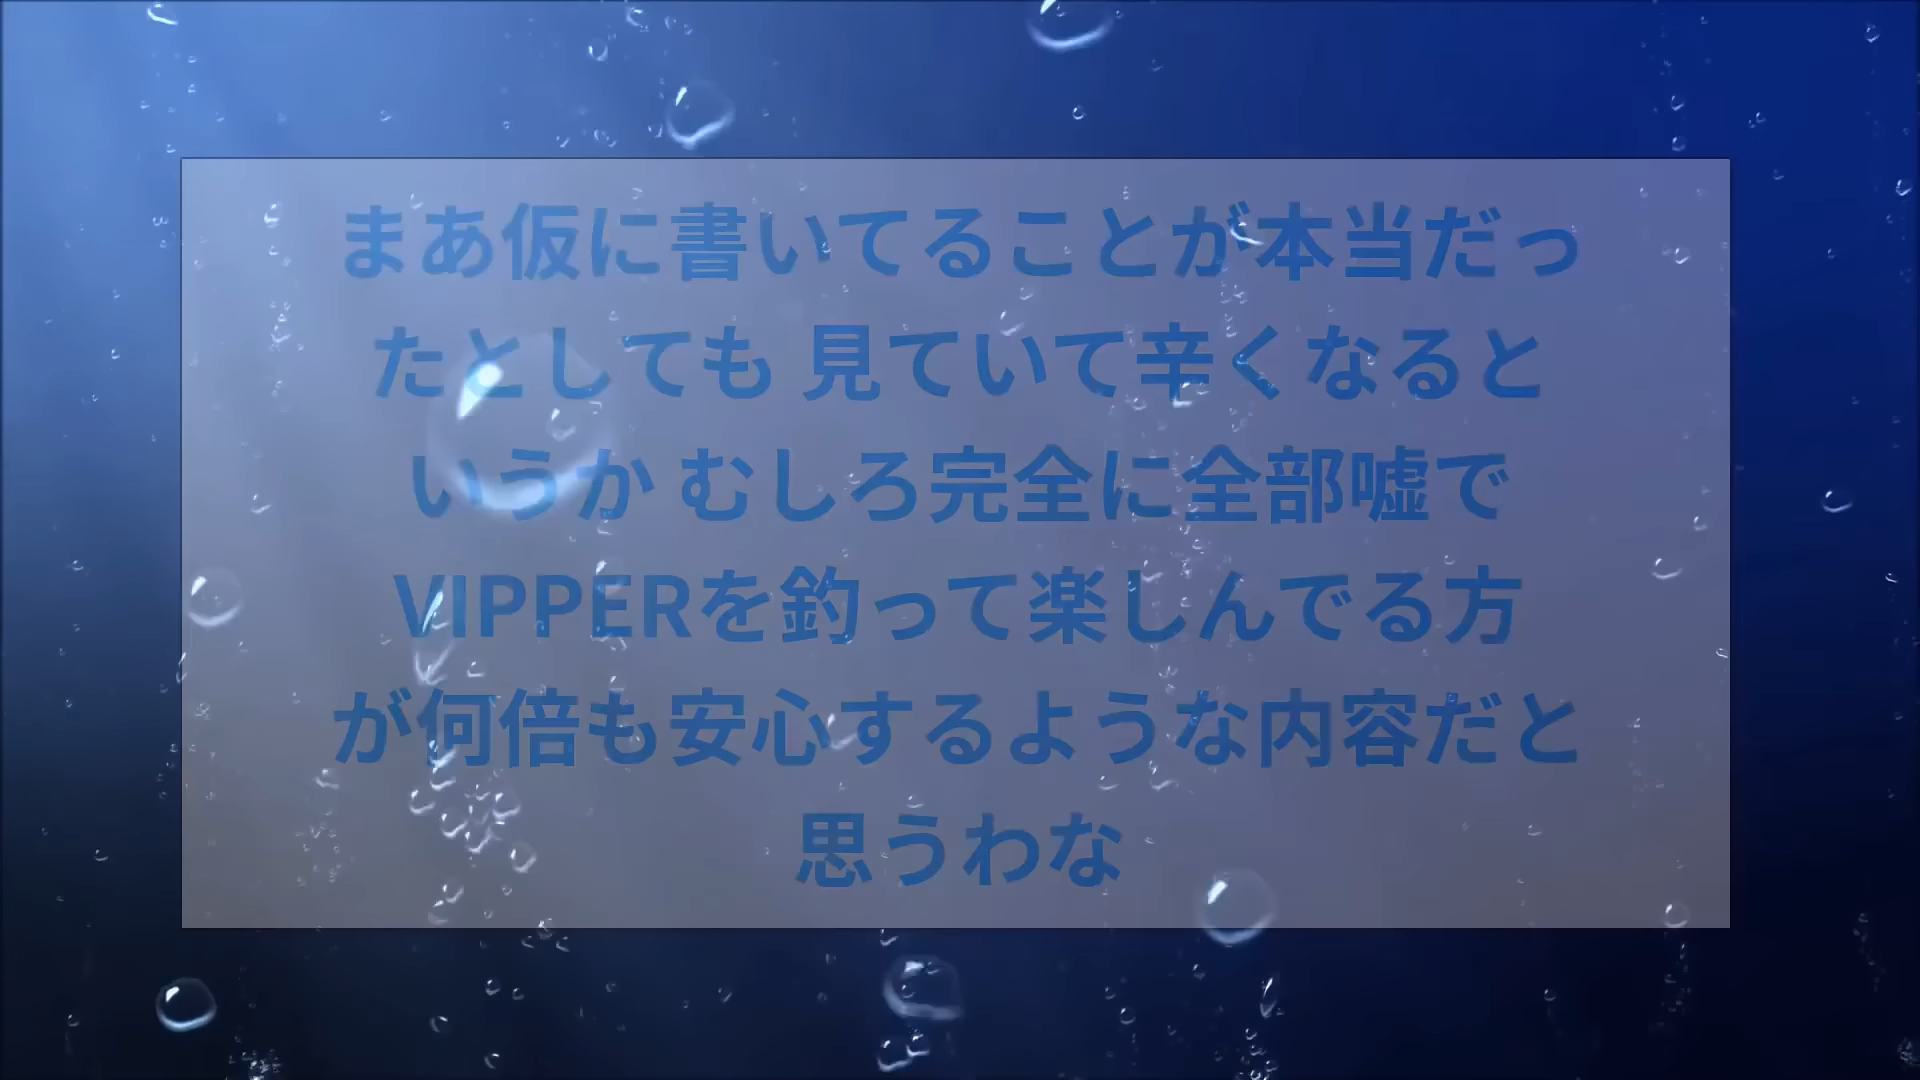 まあ仮に書いてることが本当だっ
たとしても 見ていて辛くなると
いうか むしろ完全に全部嘘で
VIPPERを釣って楽しんでる方
が何倍も安心するような内容だと
思うわな